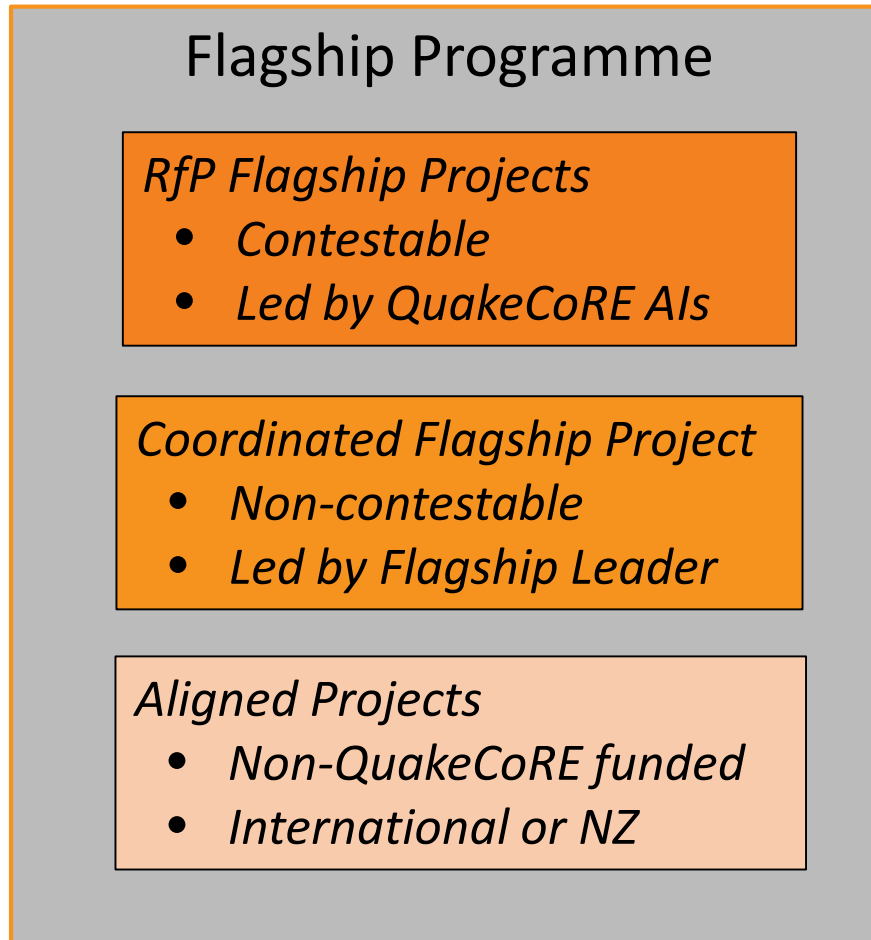 Flagship Programme
RfP Flagship Projects
• Contestable
• Led by QuakeCoRE AIs
Coordinated Flagship Project
• Non-contestable
• Led by Flagship Leader
Aligned Projects
• Non-QuakeCoRE funded
• International or NZ